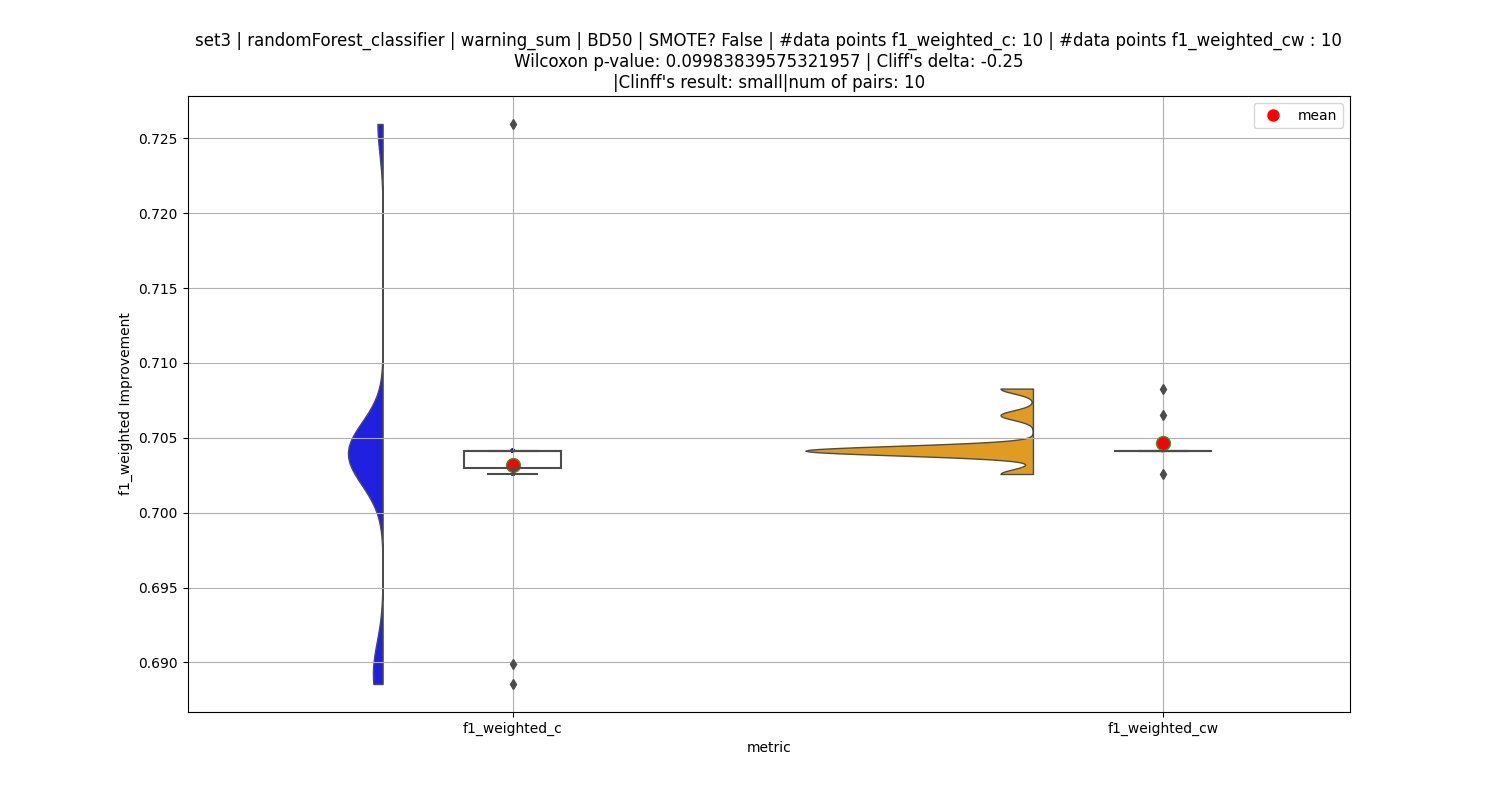 set3 | randomForest_classifier | warning_sum | BD50 | SMOTE? False | #data points f1_weighted_c: 10 | #data points f1_weighted_cw : 10
Wilcoxon p-value: 0.09983839575321957 | Cliff's delta: -0.25
|Clinff's result: small|num of pairs: 10
mean
0.725
0.720
0.715
0.710
0.705
0.700
0.695
0.690
f1_weighted Improvement
f1_weighted_c
f1_weighted_cw
metric